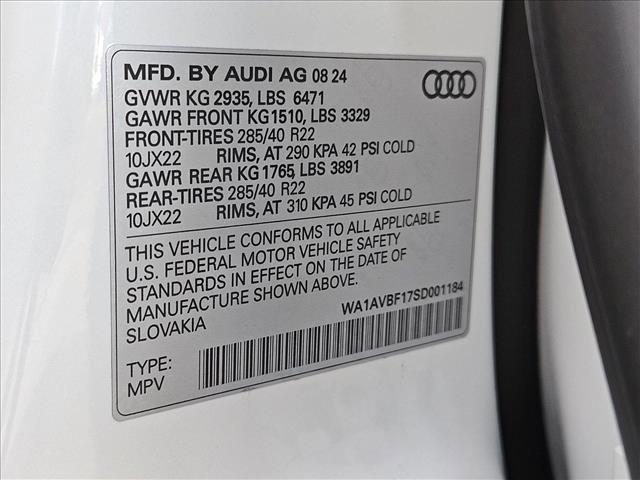 MFD. BY AUDI AG 08 24
GVWR KG 2935, LBS 6471
GAWR FRONT KG1510, LBS 3329
FRONT-TIRES 285/40 R22
10JX22 RIMS, AT 290 KPA 42 PSI COLD
GAWR REAR KG 1765, LBS 3891
REAR-TIRES 285/40 R22
10JX22 RIMS, AT 310 KPA 45 PSI COLD
THIS VEHICLE CONFORMS TO ALL APPLICABLE
U.S. FEDERAL MOTOR VEHICLE SAFETY
STANDARDS IN EFFECT ON THE DATE OF
MANUFACTURE SHOWN ABOVE.
SLOVAKIA
WA1AVBF17SD001184
TYPE:
MPV